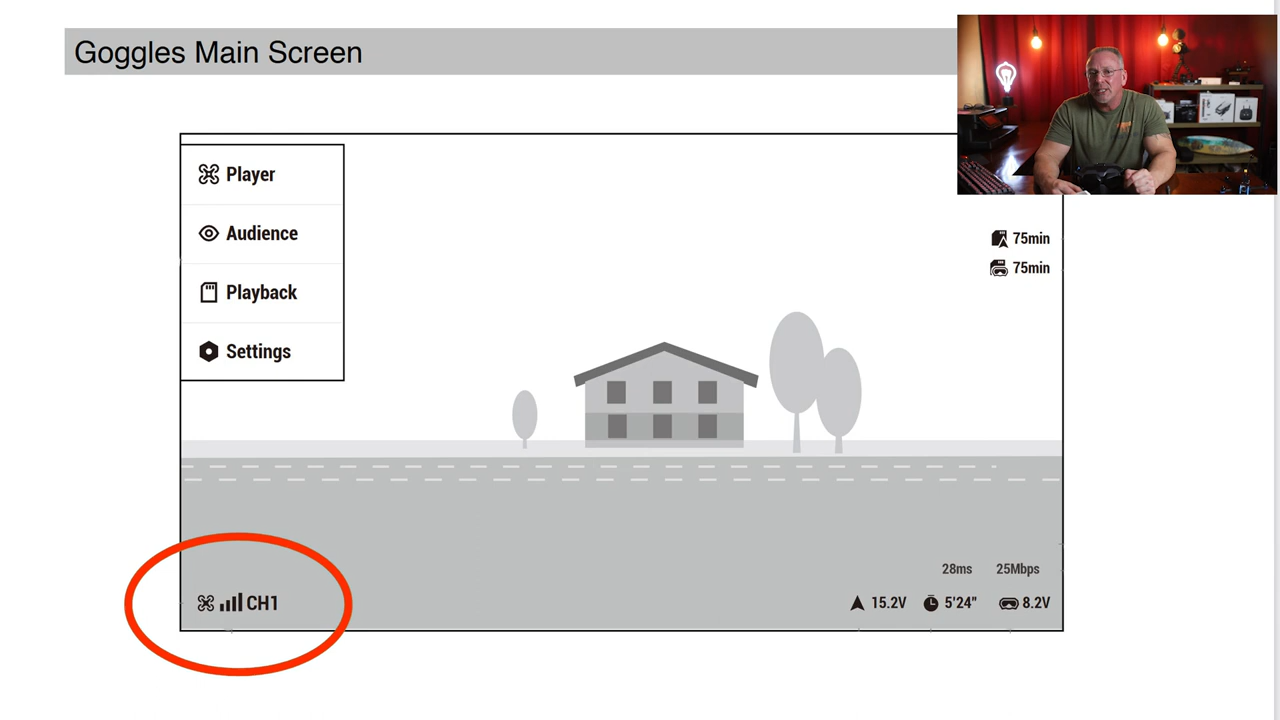 Goggles Main Screen
Player
Audience
Playback
Settings
75min
75min
28ms 25Mbps
CH1 15.2V 5'24" 8.2V